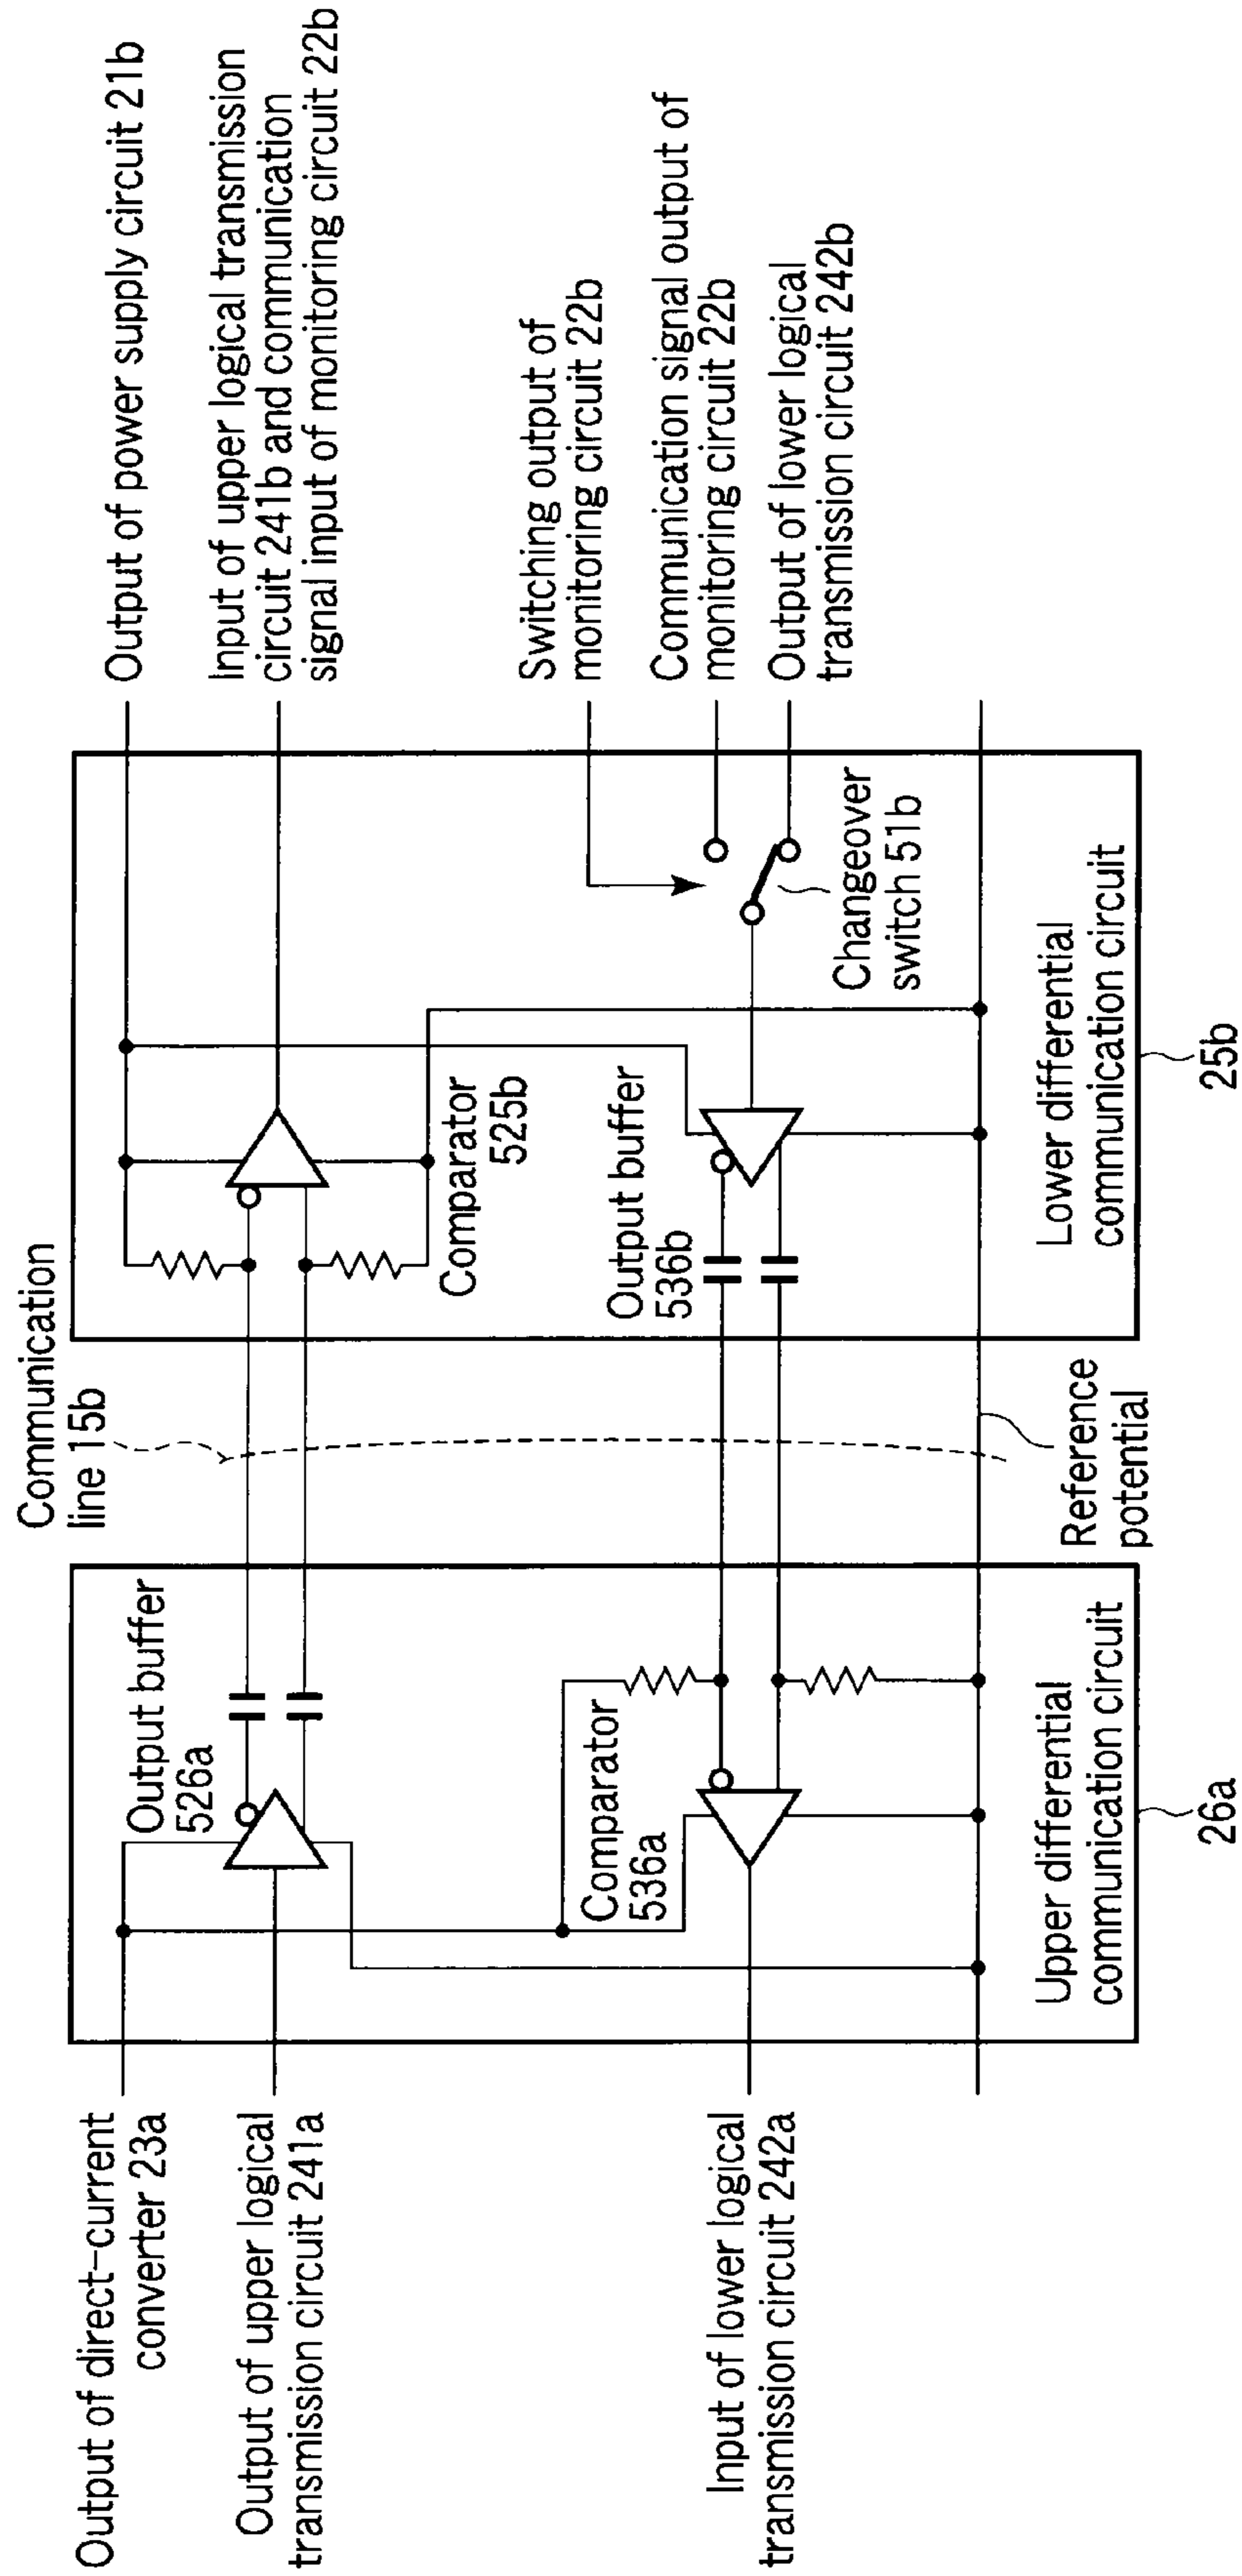 Output of direct-current
converter 23a
Output of upper logical
transmission circuit 241a
Input of lower logical
transmission circuit 242a
Output buffer
526a
Comparator
536a
Upper differential
communication circuit
26a
Communication
line 15b
Reference
potential
Comparator
525b
Output buffer
536b
Changeover
switch 51b
Lower differential
communication circuit
25b
Output of power supply circuit 21b
Input of upper logical transmission
circuit 241b and communication
signal input of monitoring circuit 22b
Switching output of
monitoring circuit 22b
Communication signal output of
monitoring circuit 22b
Output of lower logical
transmission circuit 242b